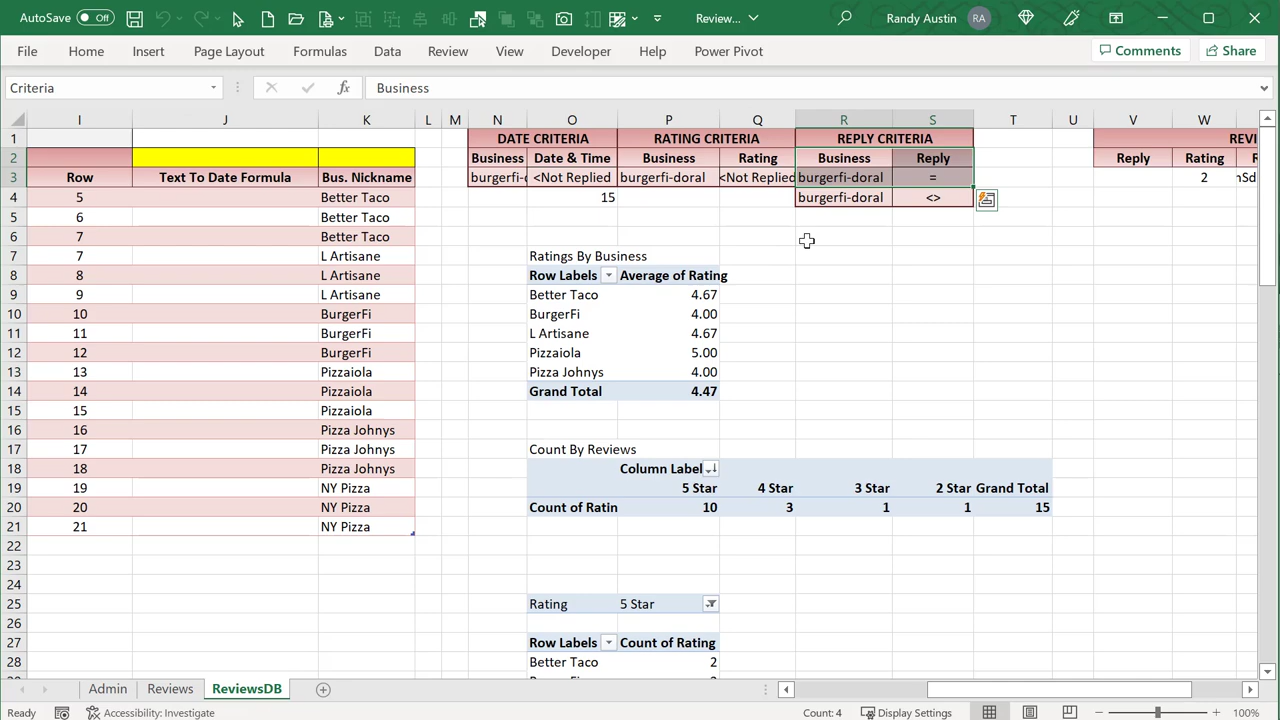 AutoSave Off Review... Randy Austin RA
File Home Insert Page Layout Formulas Data Review View Developer Help Power Pivot Comments Share
Criteria fx Business
I J K L M N O P Q R S T U V W
1 DATE CRITERIA RATING CRITERIA REPLY CRITERIA REVI
2 Business Date & Time Business Rating Business Reply Reply Rating R
3 Row Text To Date Formula Bus. Nickname burgerfi-d <Not Replied burgerfi-doral <Not Replied burgerfi-doral = 2 nSd
4 5 Better Taco 15 burgerfi-doral <>
5 6 Better Taco
6 7 Better Taco
7 7 L Artisane Ratings By Business
8 8 L Artisane Row Labels Average of Rating
9 9 L Artisane Better Taco 4.67
10 10 BurgerFi BurgerFi 4.00
11 11 BurgerFi L Artisane 4.67
12 12 BurgerFi Pizzaiola 5.00
13 13 Pizzaiola Pizza Johnys 4.00
14 14 Pizzaiola Grand Total 4.47
15 15 Pizzaiola
16 16 Pizza Johnys
17 17 Pizza Johnys Count By Reviews
18 18 Pizza Johnys Column Label
19 19 NY Pizza 5 Star 4 Star 3 Star 2 Star Grand Total
20 20 NY Pizza Count of Ratin 10 3 1 1 15
21 21 NY Pizza
22
23
24
25 Rating 5 Star
26
27 Row Labels Count of Rating
28 Better Taco 2
Admin Reviews ReviewsDB
Ready Accessibility: Investigate Count: 4 Display Settings 100%